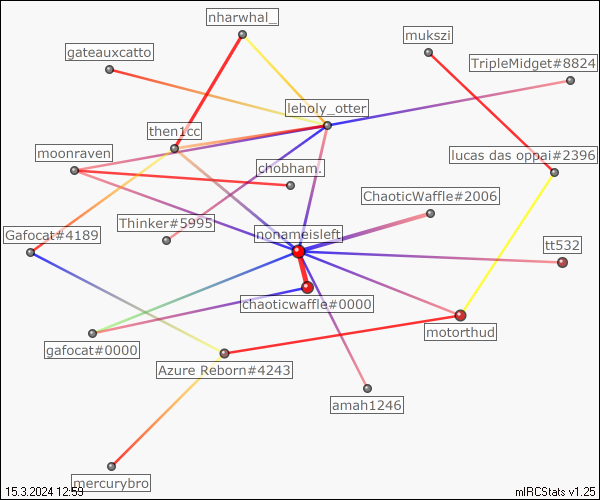 nharwhal_
mukszi
gateauxcatto
TripleMidget#8824
leholy_otter
then1cc
moonraven
lucas das oppai#2396
chobham.
ChaoticWaffle#2006
Thinker#5995
Gafocat#4189
nonameisleft
tt532
chaoticwaffle#0000
motorthud
gafocat#0000
Azure Reborn#4243
amah1246
mercurybro
15.3.2024 12:59
mIRCStats v1.25